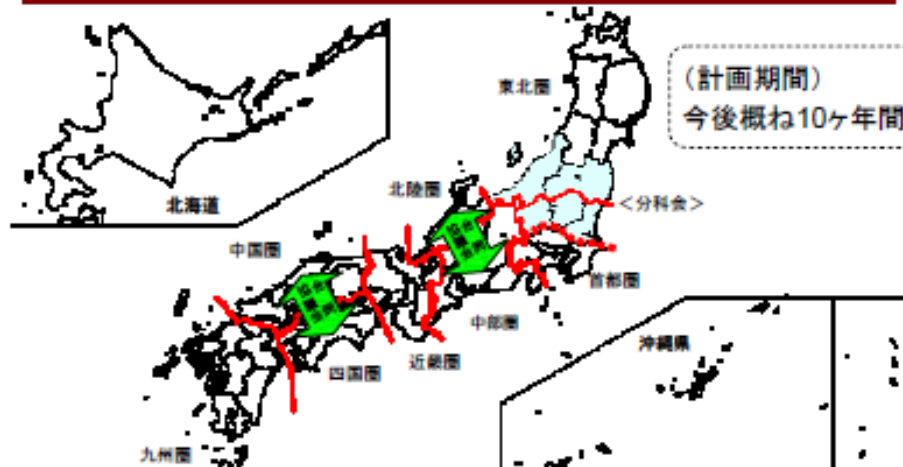 東北圏
(計画期間)
今後概ね10ヶ年間
北海道
北陸圏
<分科会>
中国圏
首都圏
中部圏
沖縄県
四国圏
近畿圏
九州圏